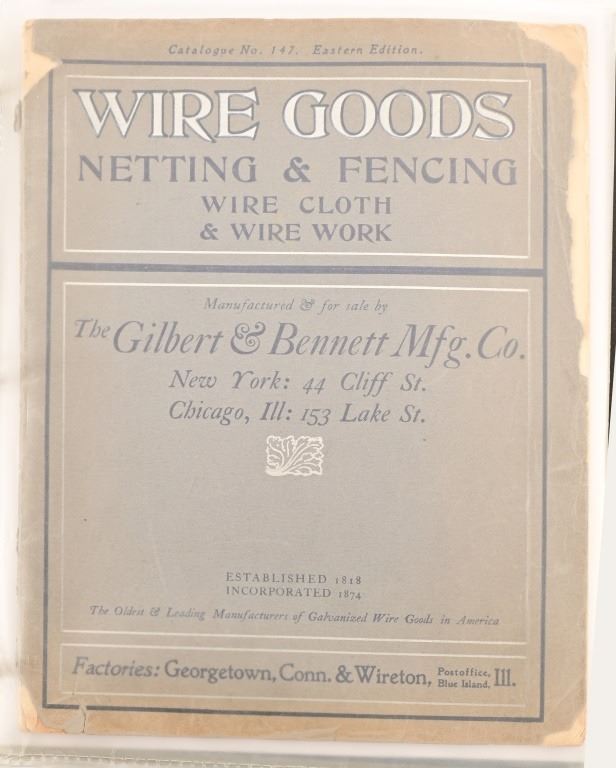 Catalogue No. 147. Eastern Edition.
WIRE GOODS
NETTING & FENCING
WIRE CLOTH
& WIRE WORK
Manufactured & for sale by
The Gilbert & Bennett Mfg. Co.
New York: 44 Cliff St.
Chicago, Ill: 153 Lake St.
ESTABLISHED 1818
INCORPORATED 1874
The Oldest & Leading Manufacturers of Galvanized Wire Goods in America
Factories: Georgetown, Conn. & Wireton, Postoffice, Blue Island, Ill.